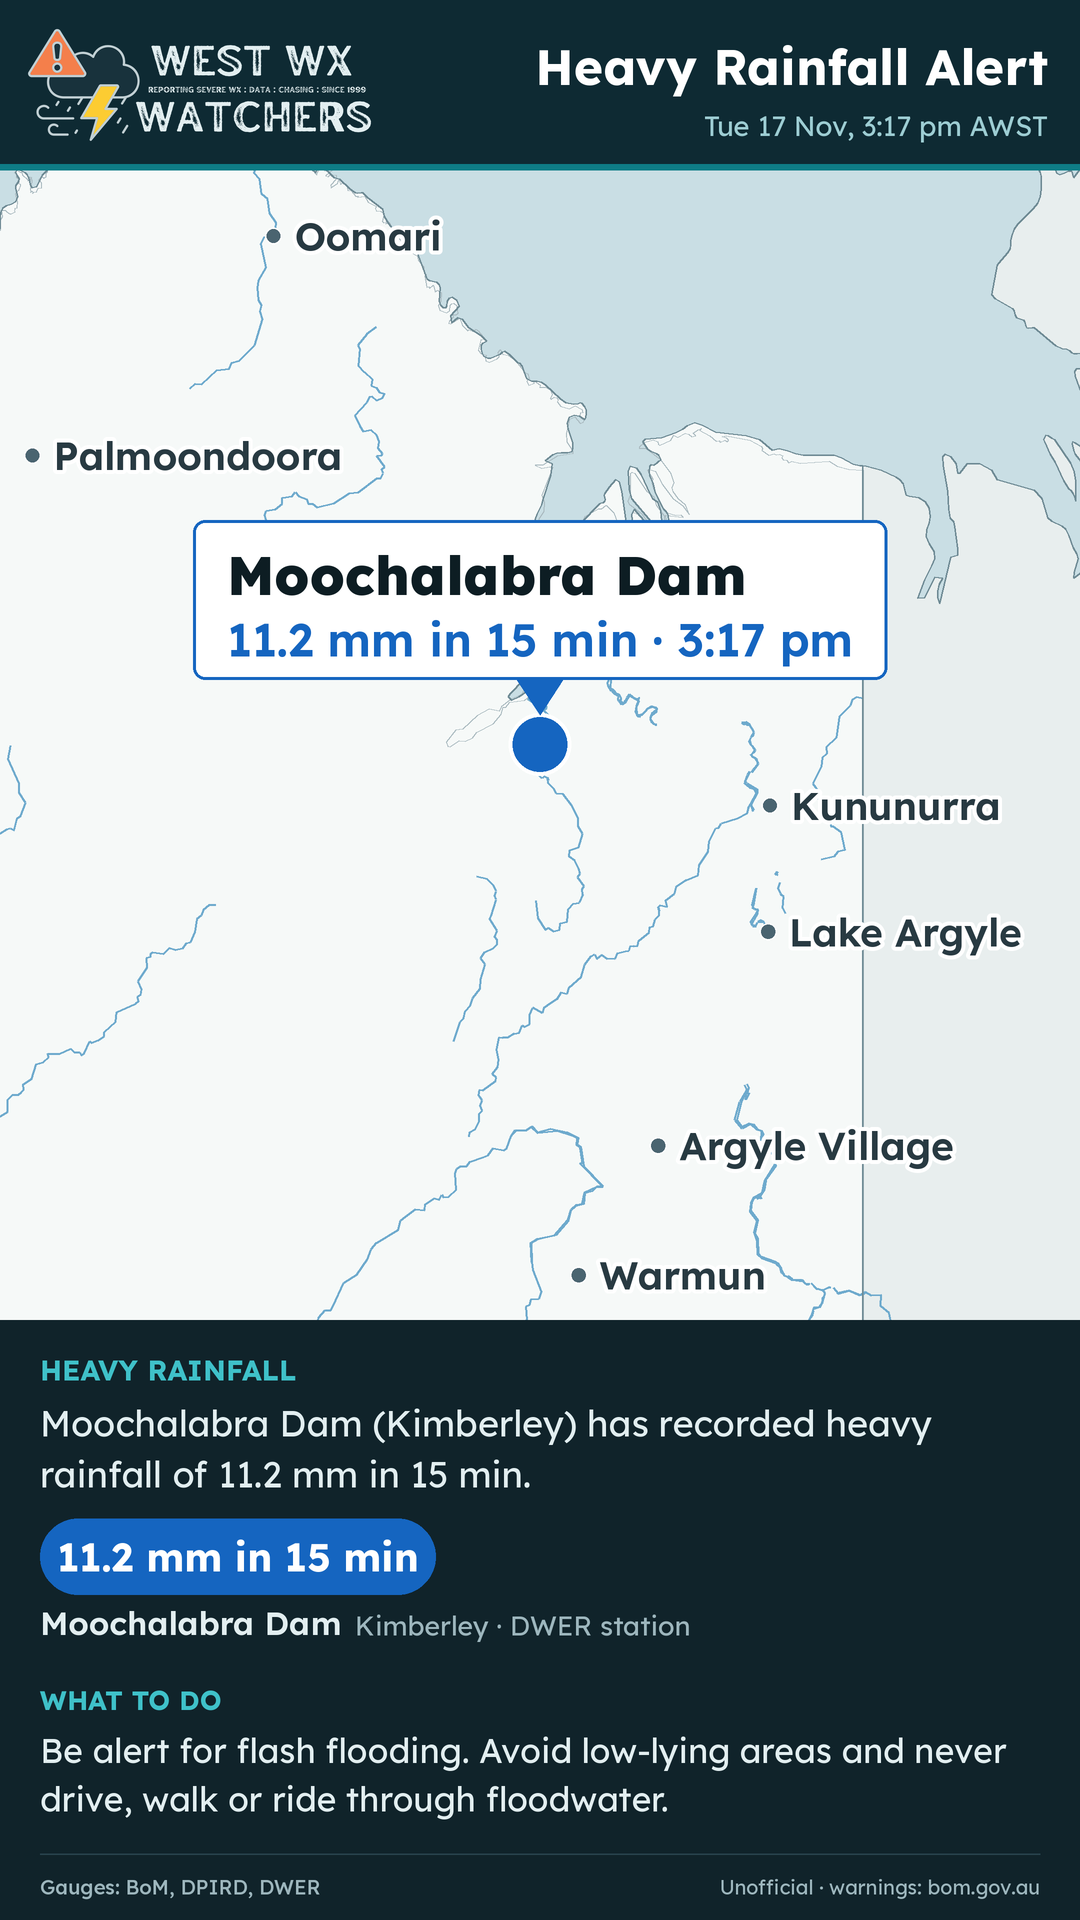 WEST WX
REPORTING SEVERE WX : DATA : CHASING : SINCE 1999
WATCHERS
Heavy Rainfall Alert
Tue 17 Nov, 3:17 pm AWST
Oomari
Palmoondoora
Moochalabra Dam
11.2 mm in 15 min · 3:17 pm
Kununurra
Lake Argyle
Argyle Village
Warmun
HEAVY RAINFALL
Moochalabra Dam (Kimberley) has recorded heavy
rainfall of 11.2 mm in 15 min.
11.2 mm in 15 min
Moochalabra Dam Kimberley · DWER station
WHAT TO DO
Be alert for flash flooding. Avoid low-lying areas and never
drive, walk or ride through floodwater.
Gauges: BoM, DPIRD, DWER
Unofficial · warnings: bom.gov.au